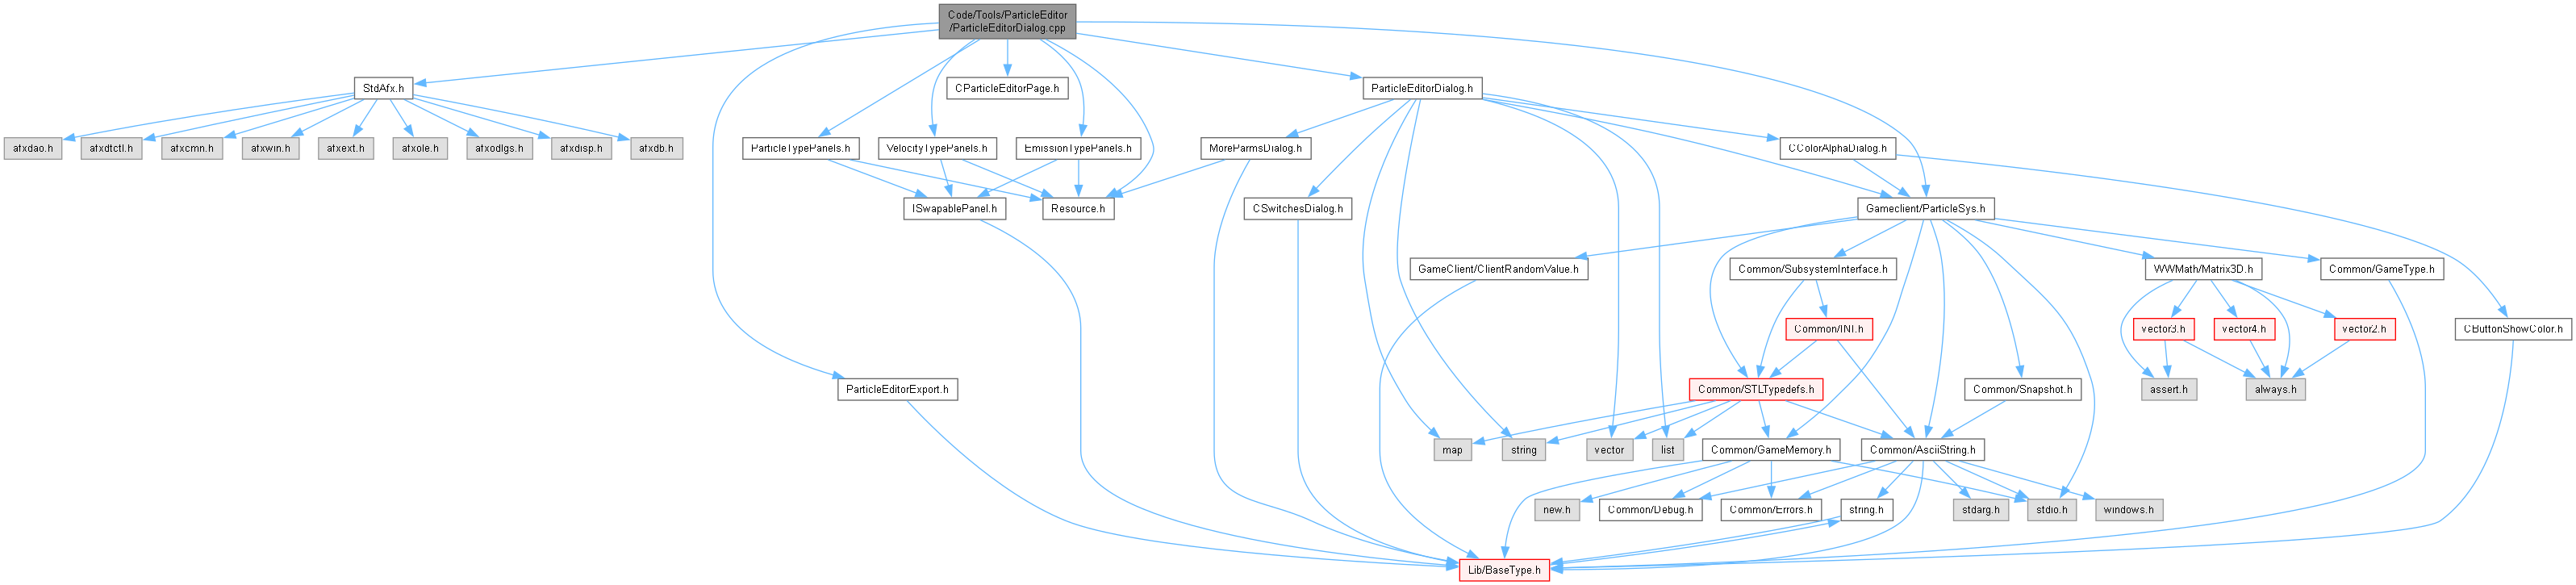 Code/Tools/ParticleEditor
/ParticleEditorDialog.cpp
StdAfx.h
CParticleEditorPage.h
ParticleEditorDialog.h
afxdao.h
afxdtctl.h
afxcmn.h
afxwin.h
afxext.h
afxole.h
afxodlgs.h
afxdisp.h
afxdb.h
ParticleTypePanels.h
VelocityTypePanels.h
EmissionTypePanels.h
MoreParmsDialog.h
CColorAlphaDialog.h
ISwapablePanel.h
Resource.h
CSwitchesDialog.h
Gameclient/ParticleSys.h
GameClient/ClientRandomValue.h
Common/SubsystemInterface.h
WWMath/Matrix3D.h
Common/GameType.h
Common/INI.h
vector3.h
vector4.h
vector2.h
CButtonShowColor.h
ParticleEditorExport.h
Common/STLTypedefs.h
Common/Snapshot.h
assert.h
always.h
map
string
vector
list
Common/GameMemory.h
Common/AsciiString.h
new.h
Common/Debug.h
Common/Errors.h
string.h
stdarg.h
stdio.h
windows.h
Lib/BaseType.h